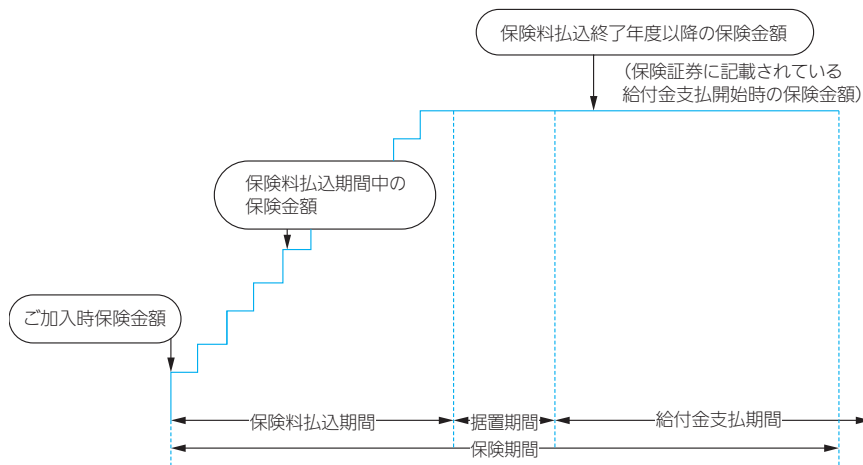 保険料払込終了年度以降の保険金額
（保険証券に記載されている
給付金支払開始時の保険金額）
保険料払込期間中の
保険金額
ご加入時保険金額
保険料払込期間
据置期間
給付金支払期間
保険期間